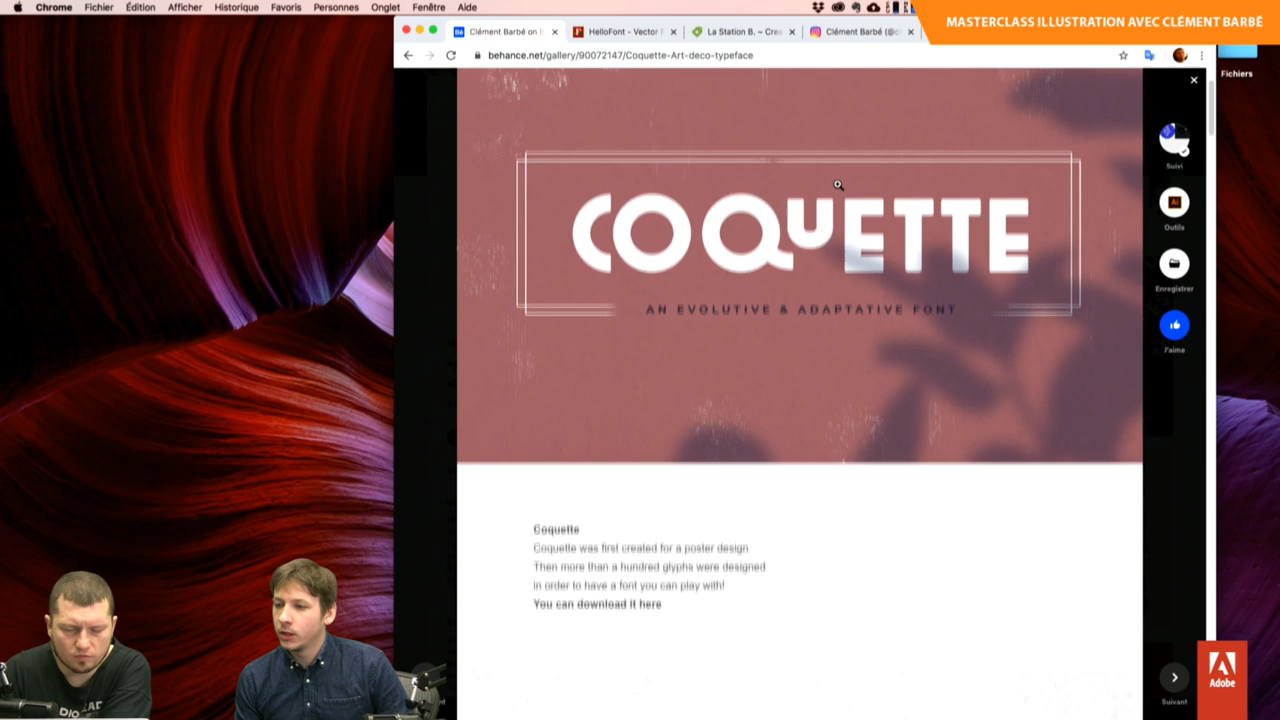 Chrome Fichier Édition Afficher Historique Favoris Personnes Onglet Fenêtre Aide
MASTERCLASS ILLUSTRATION AVEC CLÉMENT BARBÉ
Clément Barbé on HelloFont - Vector La Station B. ~ Crea Clément Barbé
behance.net/gallery/90072147/Coquette-Art-deco-typeface
Fichiers
COQUETTE
AN EVOLUTIVE & ADAPTATIVE FONT
Suivi
Ai
Outils
Enregistrer
J'aime
Coquette
Coquette was first created for a poster design
Then more than a hundred glyphs were designed
in order to have a font you can play with!
You can download it here
Suivant
Adobe